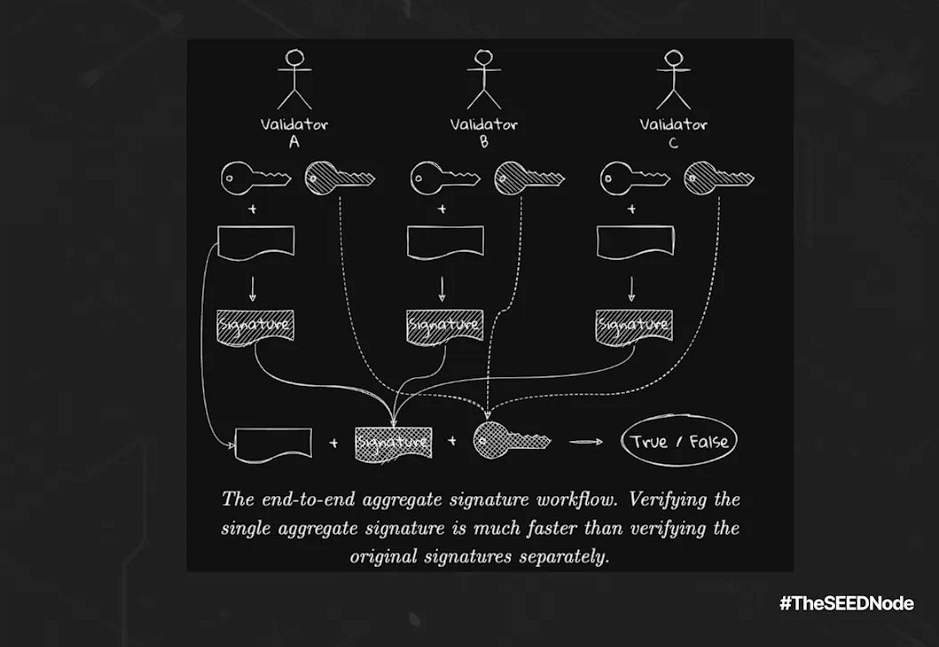 Validator
A
Validator
B
Validator
C
+
+
+
Signature
Signature
Signature
+
Signature
+
True / False
The end-to-end aggregate signature workflow. Verifying the
single aggregate signature is much faster than verifying the
original signatures separately.
#TheSEEDNode